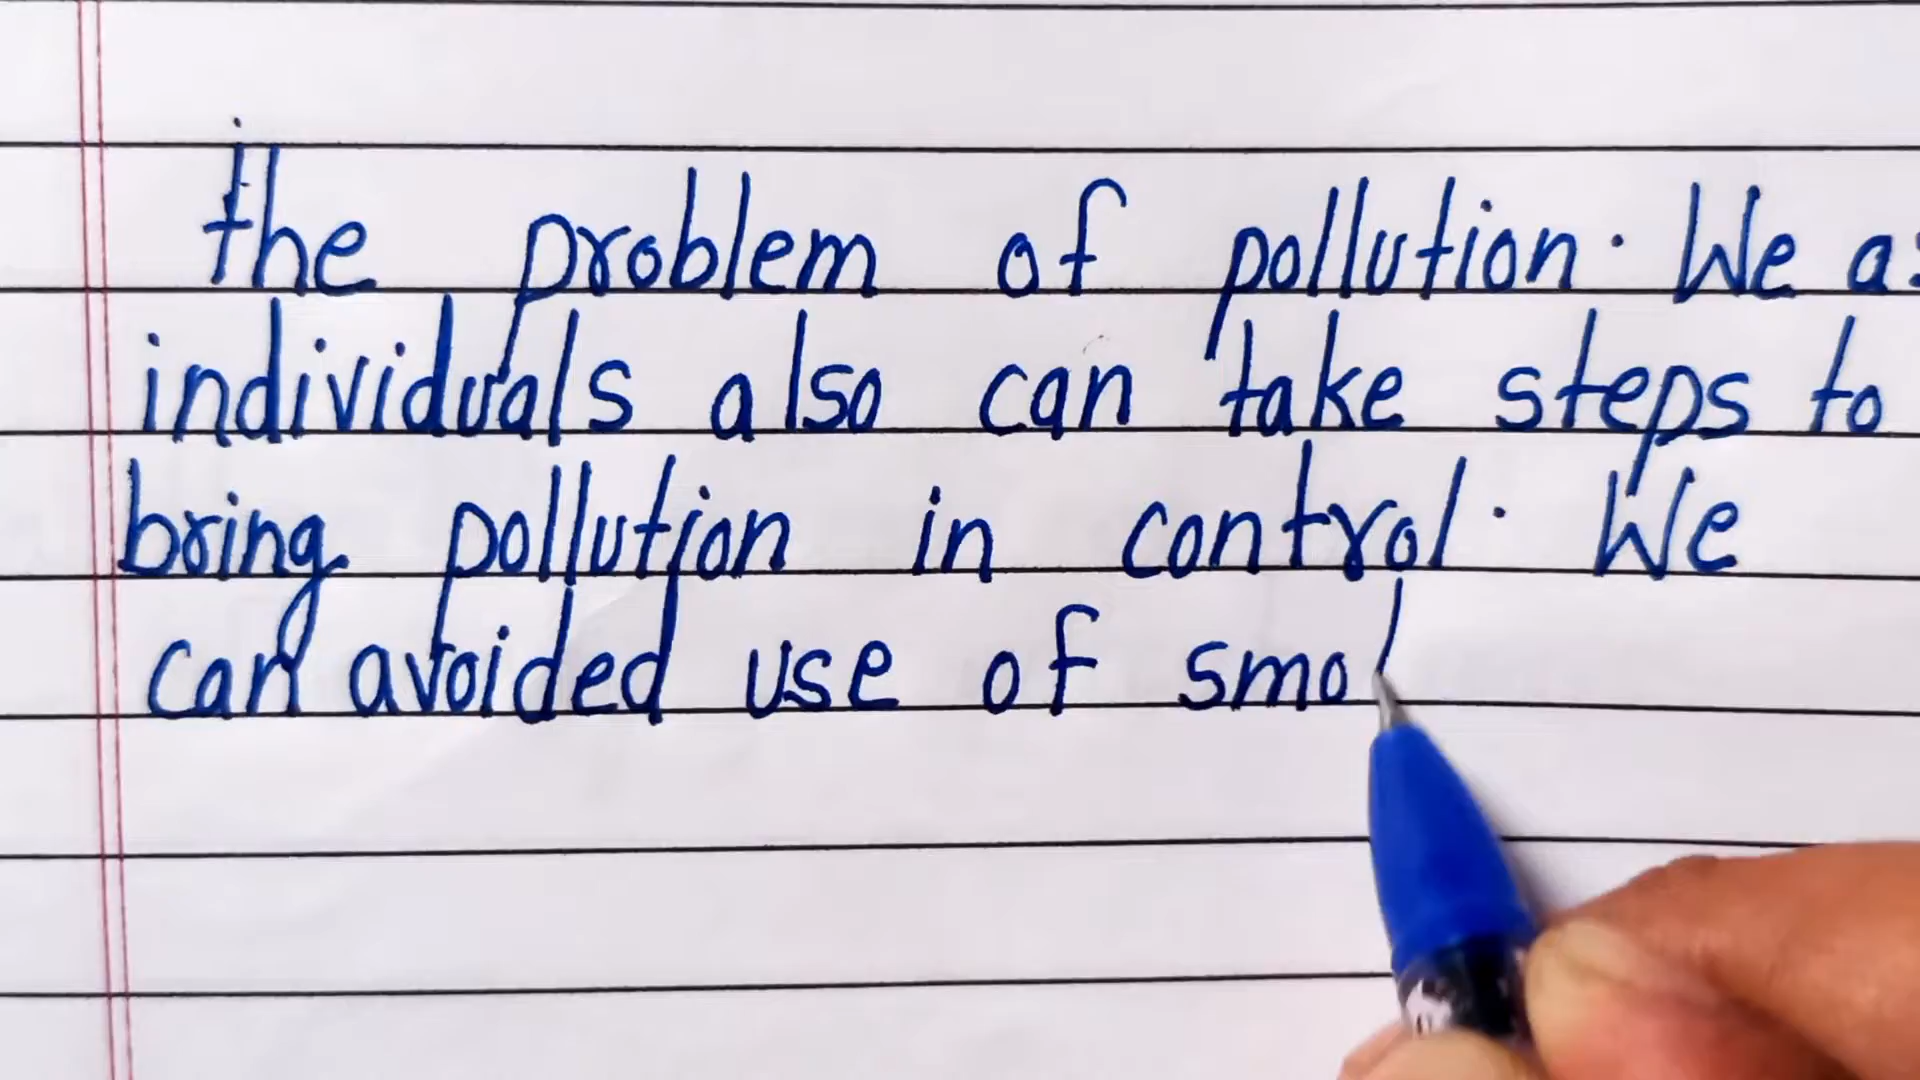 the problem of pollution. We as
individuals also can take steps to
bring pollution in control. We
can avoided use of smo